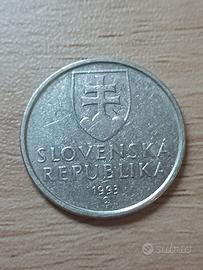 SLOVENSKÁ
REPUBLIKA
1993
subito